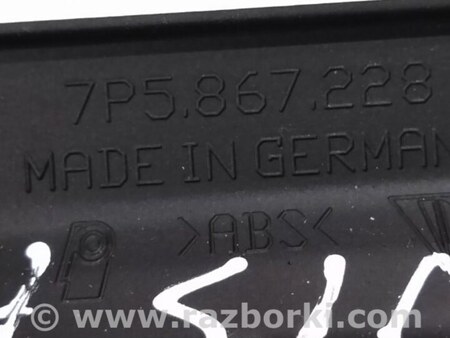 7P5.867.228
MADE IN GERMAN
>ABS<
www.razborki.com